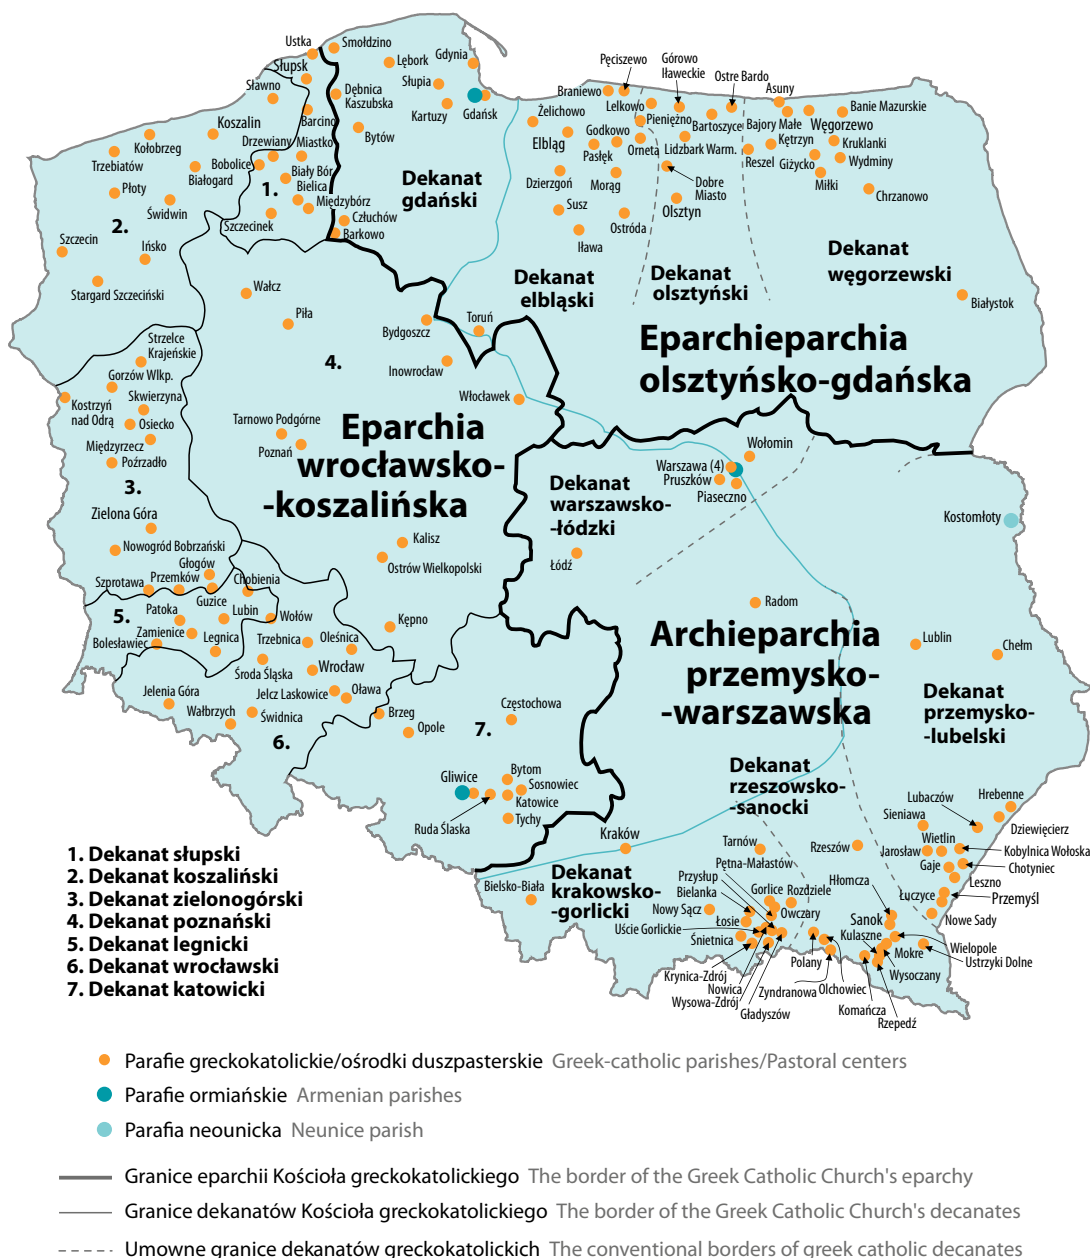 Ustka
Smołdzino
Słupsk
Lębork
Gdynia
Sławno
Dębnica
Kaszubska
Słupia
Kartuzy
Gdańsk
Barcino
Bytów
Koszalin
Kołobrzeg
Trzebiatów
Drzewiany
Miastko
Bobolice
Białogard
Biały Bór
Bielica
Międzybórz
Płoty
Świdwin
1.
2.
Szczecinek
Człuchów
Barkowo
Dekanat
gdański
Szczecin
Ińsko
Stargard Szczeciński
Pęciszewo
Górowo
Iławeckie
Ostre Bardo
Asuny
Braniewo
Lelkowo
Banie Mazurskie
Żelichowo
Pieniężno
Bartoszyce
Bajory Małe
Węgorzewo
Elbląg
Godkowo
Pasłęk
Orneta
Lidzbark Warm.
Kętrzyn
Kruklanki
Reszel
Giżycko
Wydminy
Dzierzgoń
Morąg
Dobre
Miasto
Miłki
Chrzanowo
Susz
Ostróda
Olsztyn
Iława
Dekanat
elbląski
Dekanat
olsztyński
Dekanat
węgorzewski
Białystok
Wałcz
Piła
Bydgoszcz
Toruń
Eparchieparchia
olsztyńsko-gdańska
Strzelce
Krajeńskie
4.
Inowrocław
Włocławek
Gorzów Wlkp.
Skwierzyna
Kostrzyń
nad Odrą
Osiecko
Międzyrzecz
Poźrzadło
3.
Tarnowo Podgórne
Poznań
Eparchia
wrocławsko-
-koszalińska
Wołomin
Warszawa (4)
Pruszków
Piaseczno
Dekanat
warszawsko-
-łódzki
Łódź
Kostomłoty
Zielona Góra
Nowogród Bobrzański
Kalisz
Ostrów Wielkopolski
Głogów
Szprotawa
Przemków
Chobienia
Guzice
5.
Patoka
Lubin
Wołów
Zamienice
Bolesławiec
Legnica
Trzebnica
Oleśnica
Kępno
Radom
Archieparchia
przemysko-
-warszawska
Lublin
Chełm
Środa Śląska
Wrocław
Jelcz Laskowice
Oława
Jelenia Góra
Wałbrzych
Świdnica
6.
Brzeg
Opole
Częstochowa
7.
Dekanat
przemysko-
-lubelski
Gliwice
Bytom
Sosnowiec
Katowice
Tychy
Ruda Ślaska
Dekanat
rzeszowsko-
-sanocki
Hrebenne
Lubaczów
Sieniawa
Dziewięcierz
Kraków
Tarnów
Rzeszów
Wietlin
Jarosław
Kobylnica Wołoska
Gaje
Chotyniec
Leszno
Bielsko-Biała
Dekanat
krakowsko-
-gorlicki
Pętna-Małastów
Przysłup
Bielanka
Gorlice
Rozdziele
Hłomcza
Łuczyce
Przemyśl
Nowy Sącz
Łosie
Owczary
Sanok
Nowe Sady
Uście Gorlickie
Kulaszne
Wielopole
Śnietnica
Mokre
Ustrzyki Dolne
Krynica-Zdrój
Polany
Wysoczany
Nowica
Wysowa-Zdrój
Zyndranowa
Olchowiec
Gładyszów
Komańcza
Rzepedź
1. Dekanat słupski
2. Dekanat koszaliński
3. Dekanat zielonogórski
4. Dekanat poznański
5. Dekanat legnicki
6. Dekanat wrocławski
7. Dekanat katowicki
Parafie greckokatolickie/ośrodki duszpasterskie Greek-catholic parishes/Pastoral centers
Parafie ormiańskie Armenian parishes
Parafia neounicka Neunice parish
Granice eparchii Kościoła greckokatolickiego The border of the Greek Catholic Church's eparchy
Granice dekanatów Kościoła greckokatolickiego The border of the Greek Catholic Church's decanates
Umowne granice dekanatów greckokatolickich The conventional borders of greek catholic decanates